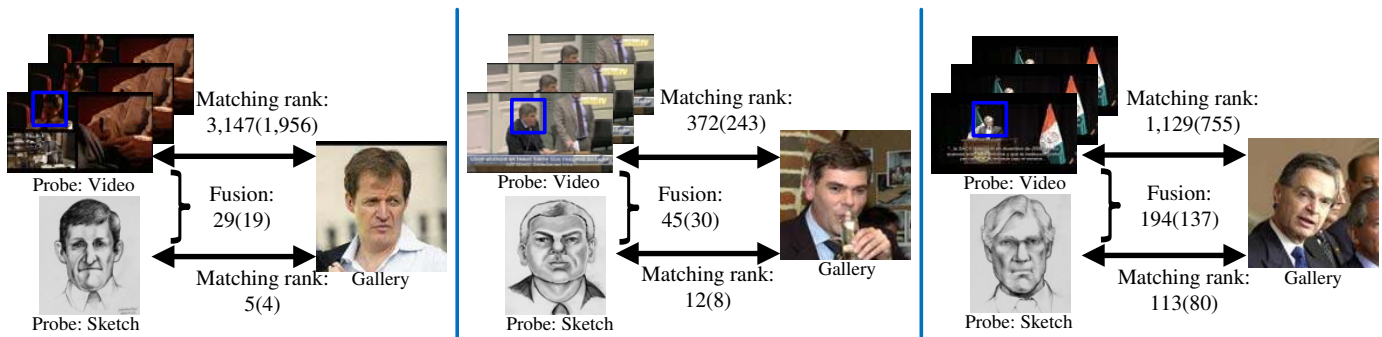 Matching rank:
3,147(1,956)
Probe: Video
Fusion:
29(19)
Matching rank:
5(4)
Probe: Sketch
Gallery
Matching rank:
372(243)
Probe: Video
Fusion:
45(30)
Matching rank:
12(8)
Probe: Sketch
Gallery
Matching rank:
1,129(755)
Probe: Video
Fusion:
194(137)
Matching rank:
113(80)
Probe: Sketch
Gallery